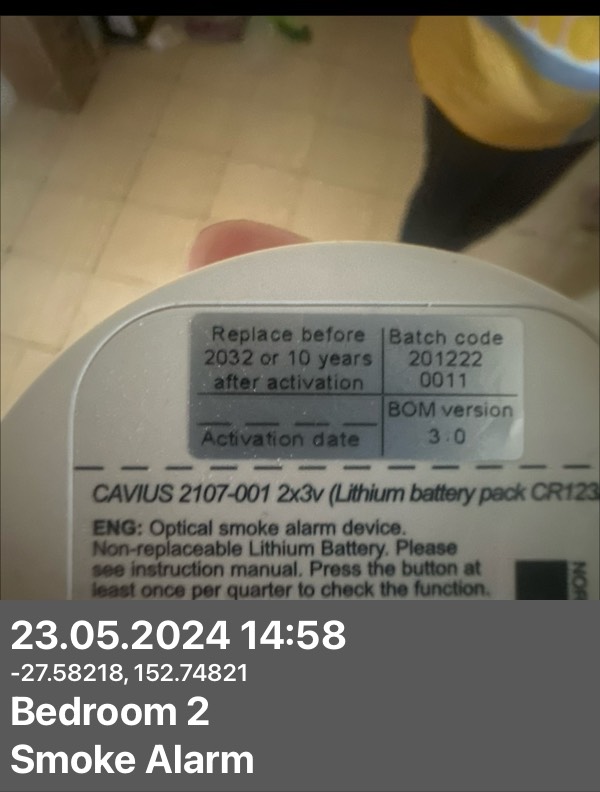 Replace before
2032 or 10 years
after activation
Activation date
Batch code
201222
0011
BOM version
3.0
CAVIUS 2107-001 2x3v (Lithium battery pack CR123
ENG: Optical smoke alarm device.
Non-replaceable Lithium Battery. Please
see instruction manual. Press the button at
least once per quarter to check the function.
NOR
23.05.2024 14:58
-27.58218, 152.74821
Bedroom 2
Smoke Alarm